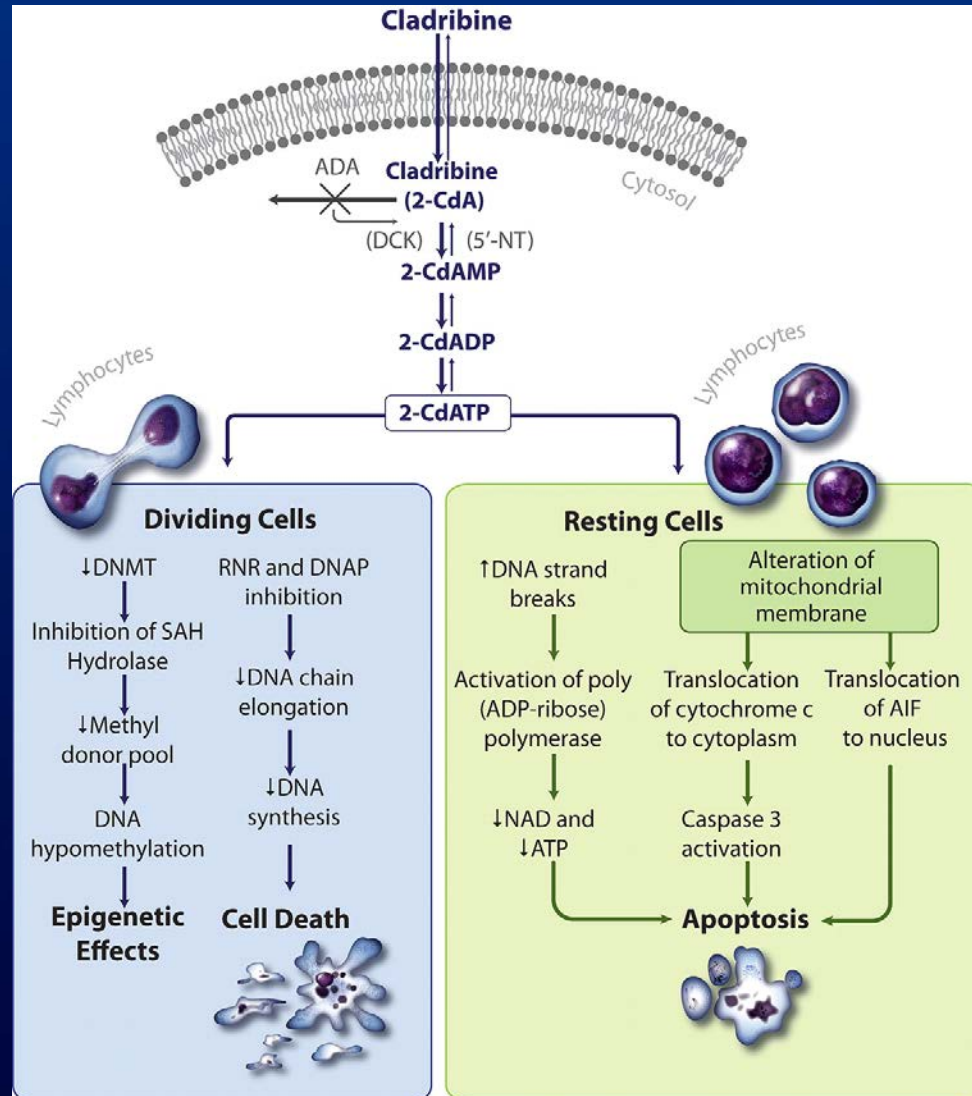 Cladribine
Cytosol
ADA
Cladribine
(2-CdA)
(DCK)
(5′-NT)
2-CdAMP
2-CdADP
2-CdATP
Lymphocytes
Lymphocytes
Dividing Cells
↓DNMT
Inhibition of SAH
Hydrolase
↓Methyl
donor pool
DNA
hypomethylation
Epigenetic
Effects
RNR and DNAP
inhibition
↓DNA chain
elongation
↓DNA
synthesis
Cell Death
Resting Cells
↑DNA strand
breaks
Activation of poly
(ADP-ribose)
polymerase
↓NAD and
↓ATP
Alteration of
mitochondrial
membrane
Translocation
of cytochrome c
to cytoplasm
Caspase 3
activation
Translocation
of AIF
to nucleus
Apoptosis